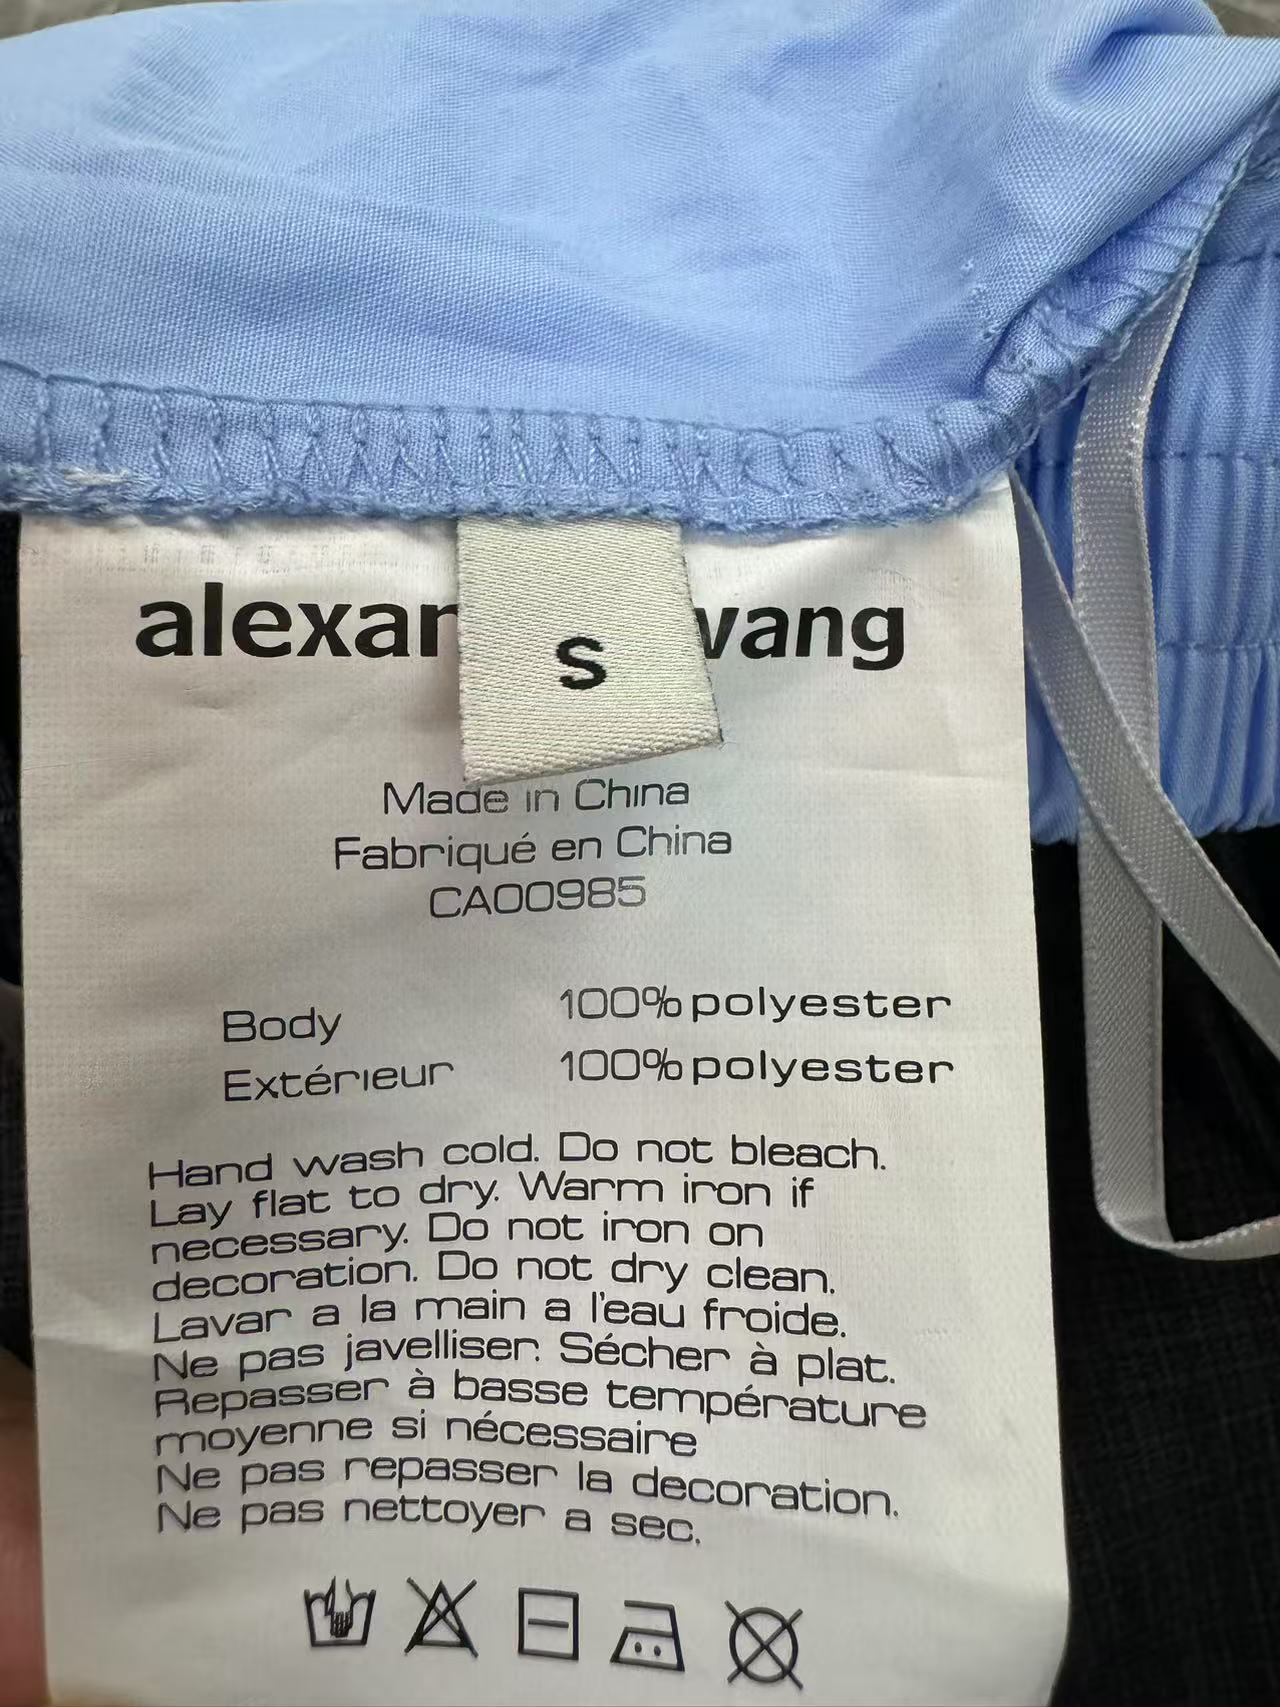 alexan wang
S
Made in China
Fabriqué en China
CA00985
Body 100% polyester
Extérieur 100% polyester
Hand wash cold. Do not bleach.
Lay flat to dry. Warm iron if
necessary. Do not iron on
decoration. Do not dry clean.
Lavar a la main a l'eau froide.
Ne pas javelliser. Sécher à plat.
Repasser à basse température
moyenne si nécessaire
Ne pas repasser la decoration.
Ne pas nettoyer a sec.